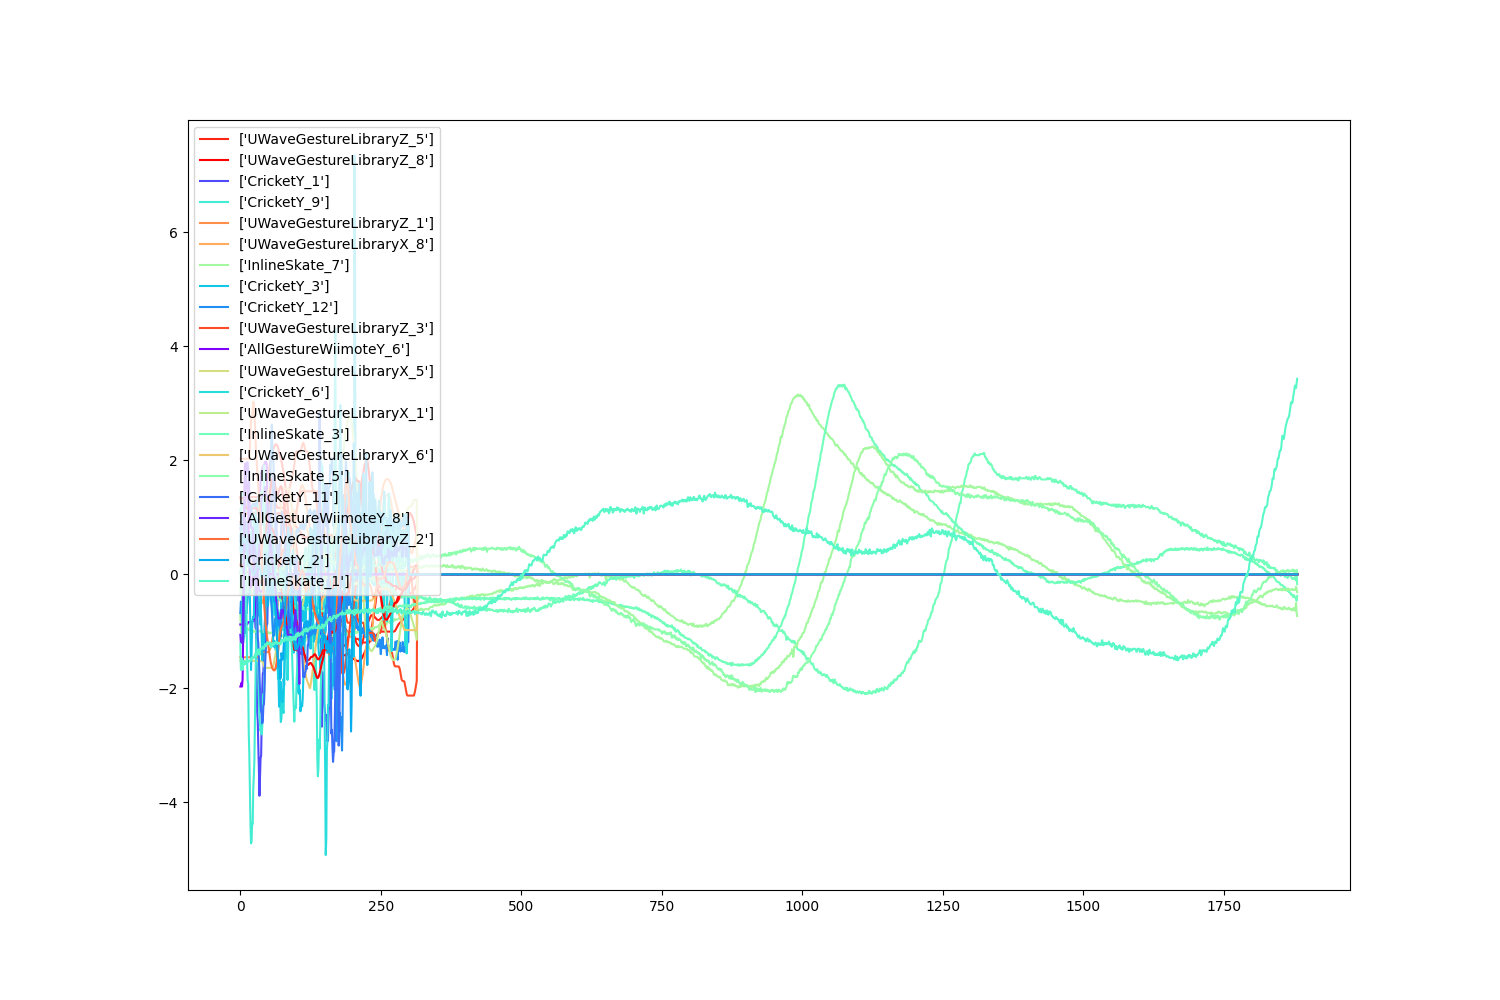 ['UWaveGestureLibraryZ_5']
['UWaveGestureLibraryZ_8']
['CricketY_1']
['CricketY_9']
['UWaveGestureLibraryZ_1']
['UWaveGestureLibraryX_8']
['InlineSkate_7']
['CricketY_3']
['CricketY_12']
['UWaveGestureLibraryZ_3']
['AllGestureWiimoteY_6']
['UWaveGestureLibraryX_5']
['CricketY_6']
['UWaveGestureLibraryX_1']
['InlineSkate_3']
['UWaveGestureLibraryX_6']
['InlineSkate_5']
['CricketY_11']
['AllGestureWiimoteY_8']
['UWaveGestureLibraryZ_2']
['CricketY_2']
['InlineSkate_1']
6
4
2
0
−2
−4
0 250 500 750 1000 1250 1500 1750